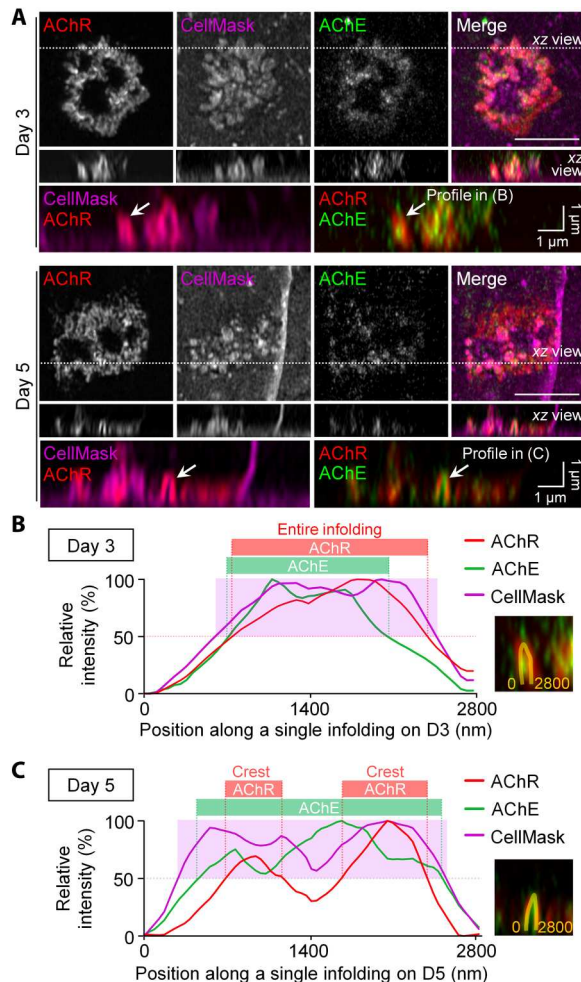 A
AChR
CellMask
AChE
Merge
xz view
Day 3
xz view
CellMask
AChR
AChR
AChE
Profile in (B)
1 μm
1 μm
AChR
CellMask
AChE
Merge
xz view
Day 5
xz view
CellMask
AChR
AChR
AChE
Profile in (C)
1 μm
1 μm
B
Day 3
Entire infolding
AChR
AChE
AChR
AChE
CellMask
Relative intensity (%)
100
50
0
0 2800
0 1400 2800
Position along a single infolding on D3 (nm)
C
Day 5
Crest
Crest
AChR
AChR
AChE
AChR
AChE
CellMask
Relative intensity (%)
100
50
0
0 2800
0 1400 2800
Position along a single infolding on D5 (nm)